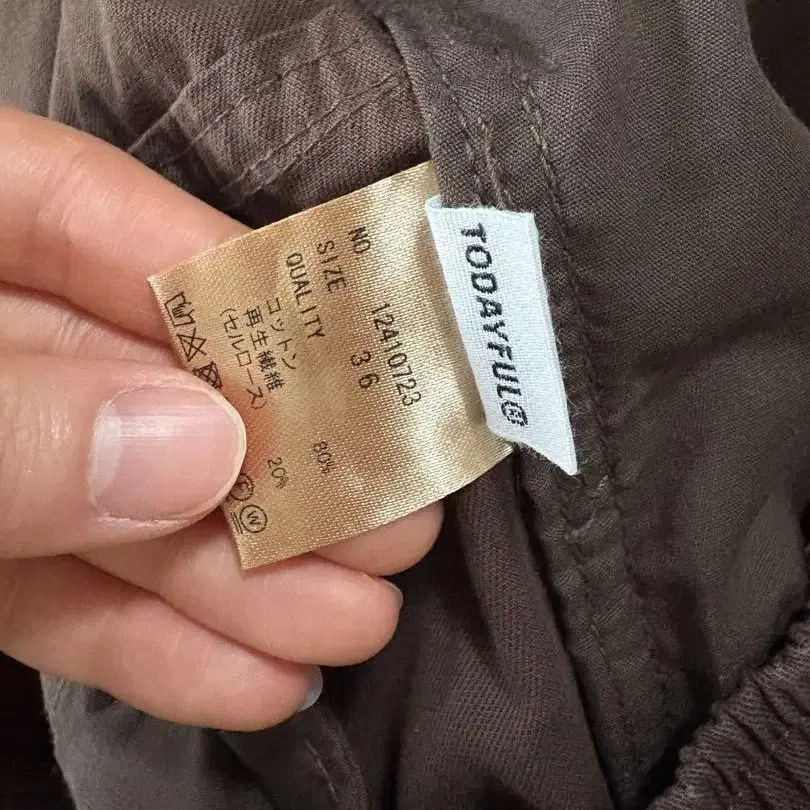 NO 12410723
SIZE 36
QUALITY
コットン 80%
再生繊維 20%
(セルロース)
W
TODAYFUL®